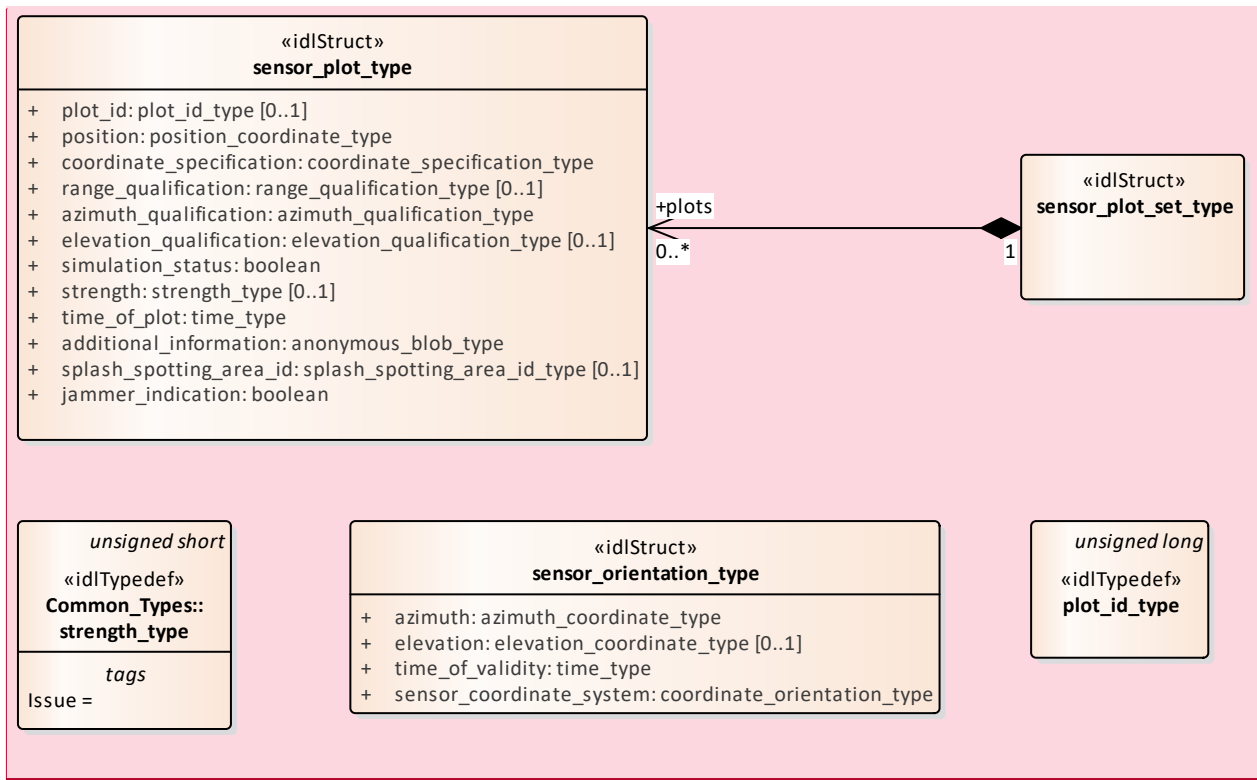 «idlStruct»
sensor_plot_type
+ plot_id: plot_id_type [0..1]
+ position: position_coordinate_type
+ coordinate_specification: coordinate_specification_type
+ range_qualification: range_qualification_type [0..1]
+ azimuth_qualification: azimuth_qualification_type
+ elevation_qualification: elevation_qualification_type [0..1]
+ simulation_status: boolean
+ strength: strength_type [0..1]
+ time_of_plot: time_type
+ additional_information: anonymous_blob_type
+ splash_spotting_area_id: splash_spotting_area_id_type [0..1]
+ jammer_indication: boolean
+plots
0..*
1
«idlStruct»
sensor_plot_set_type
unsigned short
«idlTypedef»
Common_Types::
strength_type
tags
Issue =
«idlStruct»
sensor_orientation_type
+ azimuth: azimuth_coordinate_type
+ elevation: elevation_coordinate_type [0..1]
+ time_of_validity: time_type
+ sensor_coordinate_system: coordinate_orientation_type
unsigned long
«idlTypedef»
plot_id_type